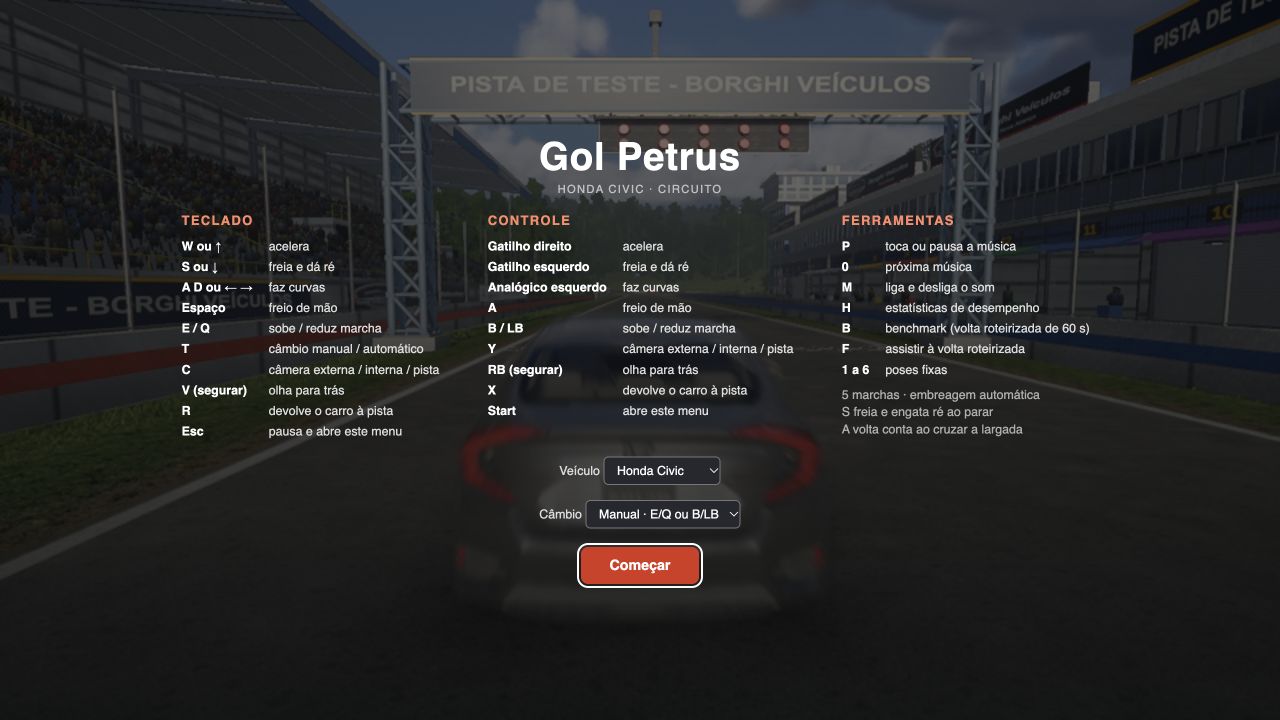 PISTA DE TE
PISTA DE TESTE - BORGHI VEÍCULOS
Gol Petrus
HONDA CIVIC · CIRCUITO
TECLADO
W ou ↑ acelera
S ou ↓ freia e dá ré
A D ou ←→ faz curvas
Espaço freio de mão
E / Q sobe / reduz marcha
T câmbio manual / automático
C câmera externa / interna / pista
V (segurar) olha para trás
R devolve o carro à pista
Esc pausa e abre este menu
CONTROLE
Gatilho direito acelera
Gatilho esquerdo freia e dá ré
Analógico esquerdo faz curvas
A freio de mão
B / LB sobe / reduz marcha
Y câmera externa / interna / pista
RB (segurar) olha para trás
X devolve o carro à pista
Start abre este menu
FERRAMENTAS
P toca ou pausa a música
0 próxima música
M liga e desliga o som
H estatísticas de desempenho
B benchmark (volta roteirizada de 60 s)
F assistir à volta roteirizada
1 a 6 poses fixas
5 marchas · embreagem automática
S freia e engata ré ao parar
A volta conta ao cruzar a largada
TE - BORGHI VEÍCUL
hi Veículos
10
11
Veículo Honda Civic
Câmbio Manual · E/Q ou B/LB
Começar